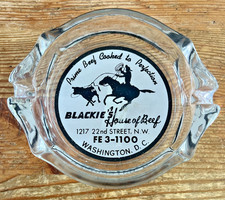 Prime Beef Cooked to Perfection
BLACKIE'S House of Beef
1217 22nd STREET, N.W.
FE 3-1100
WASHINGTON, D.C.